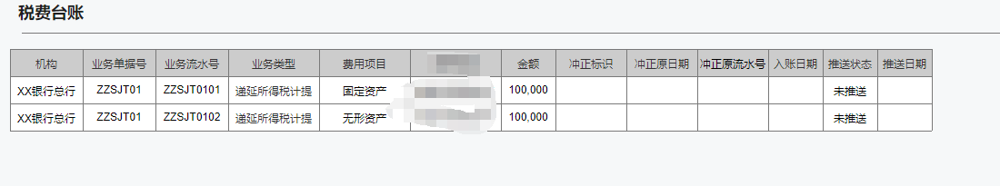 税费台账
机构 业务单据号 业务流水号 业务类型 费用项目 金额 冲正标识 冲正原日期 冲正原流水号 入账日期 推送状态 推送日期
XX银行总行 ZZSJT01 ZZSJT0101 递延所得税计提 固定资产 100,000 未推送
XX银行总行 ZZSJT01 ZZSJT0102 递延所得税计提 无形资产 100,000 未推送